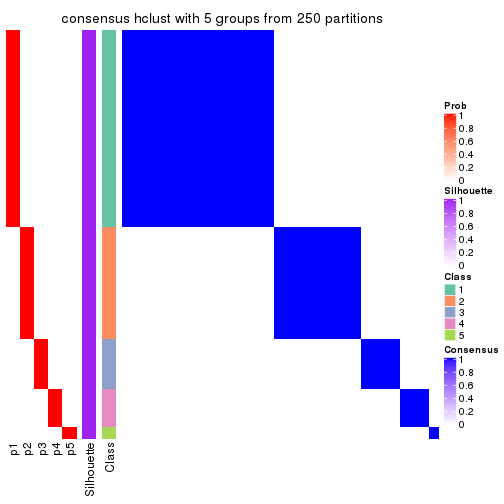 consensus hclust with 5 groups from 250 partitions
Prob
1
0.8
0.6
0.4
0.2
0
Silhouette
1
0.8
0.6
0.4
0.2
0
Class
1
2
3
4
5
Consensus
1
0.8
0.6
0.4
0.2
0
p1
p2
p3
p4
p5
Silhouette
Class